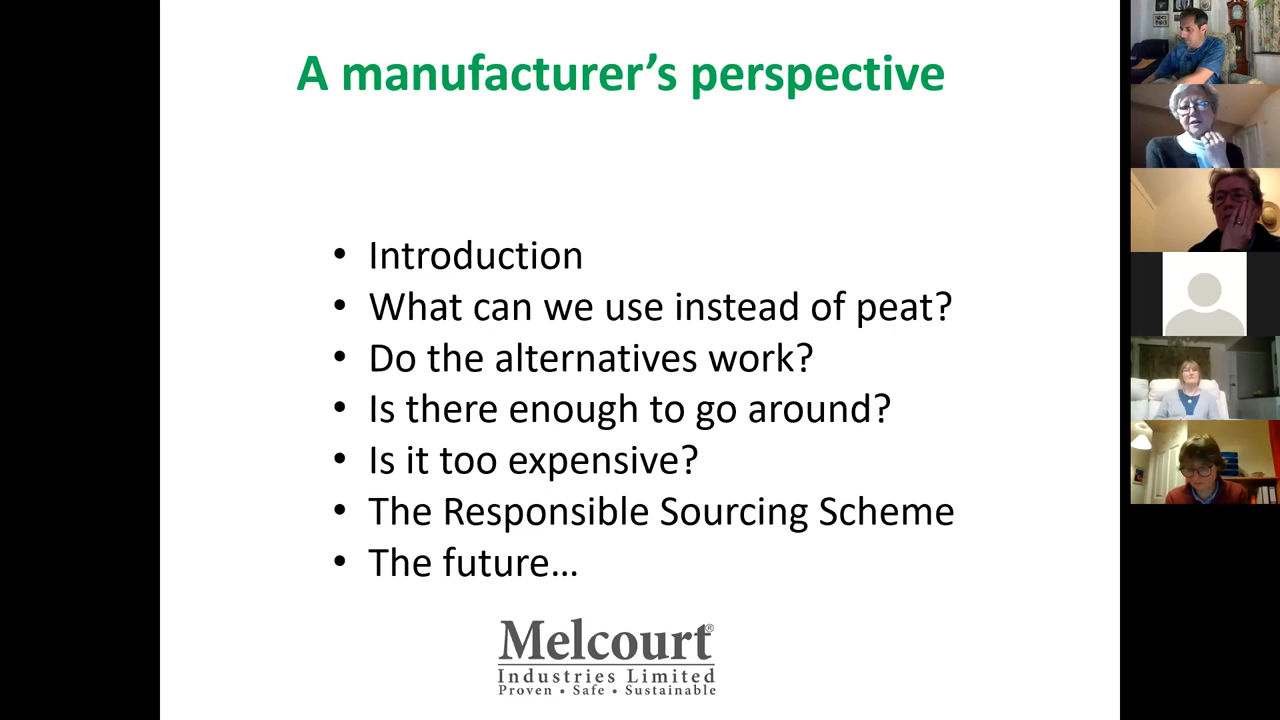 A manufacturer’s perspective
• Introduction
• What can we use instead of peat?
• Do the alternatives work?
• Is there enough to go around?
• Is it too expensive?
• The Responsible Sourcing Scheme
• The future…
Melcourt®
Industries Limited
Proven • Safe • Sustainable